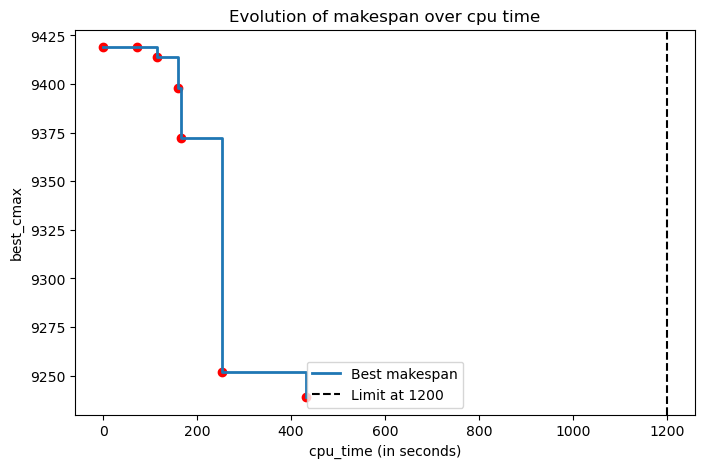 Evolution of makespan over cpu time
best_cmax
9425
9400
9375
9350
9325
9300
9275
9250
Best makespan
Limit at 1200
0 200 400 600 800 1000 1200
cpu_time (in seconds)